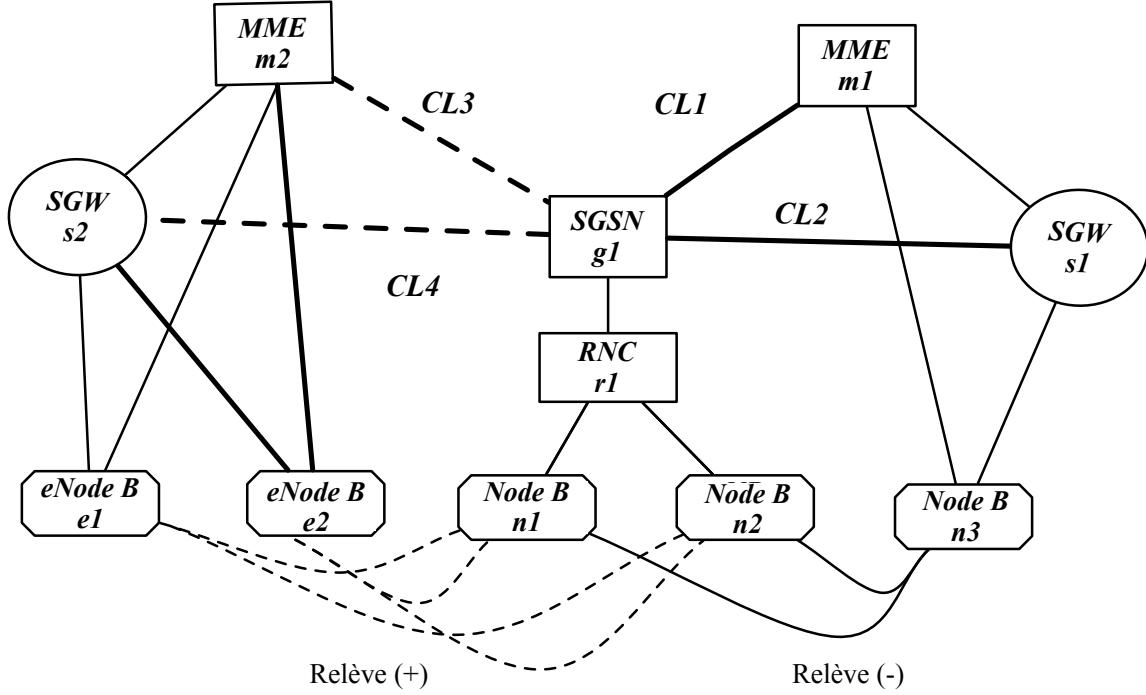 MME
m2
MME
m1
CL3
CL1
SGW
s2
SGSN
g1
CL2
SGW
s1
CL4
RNC
r1
eNode B
e1
eNode B
e2
Node B
n1
Node B
n2
Node B
n3
Relève (+)
Relève (-)